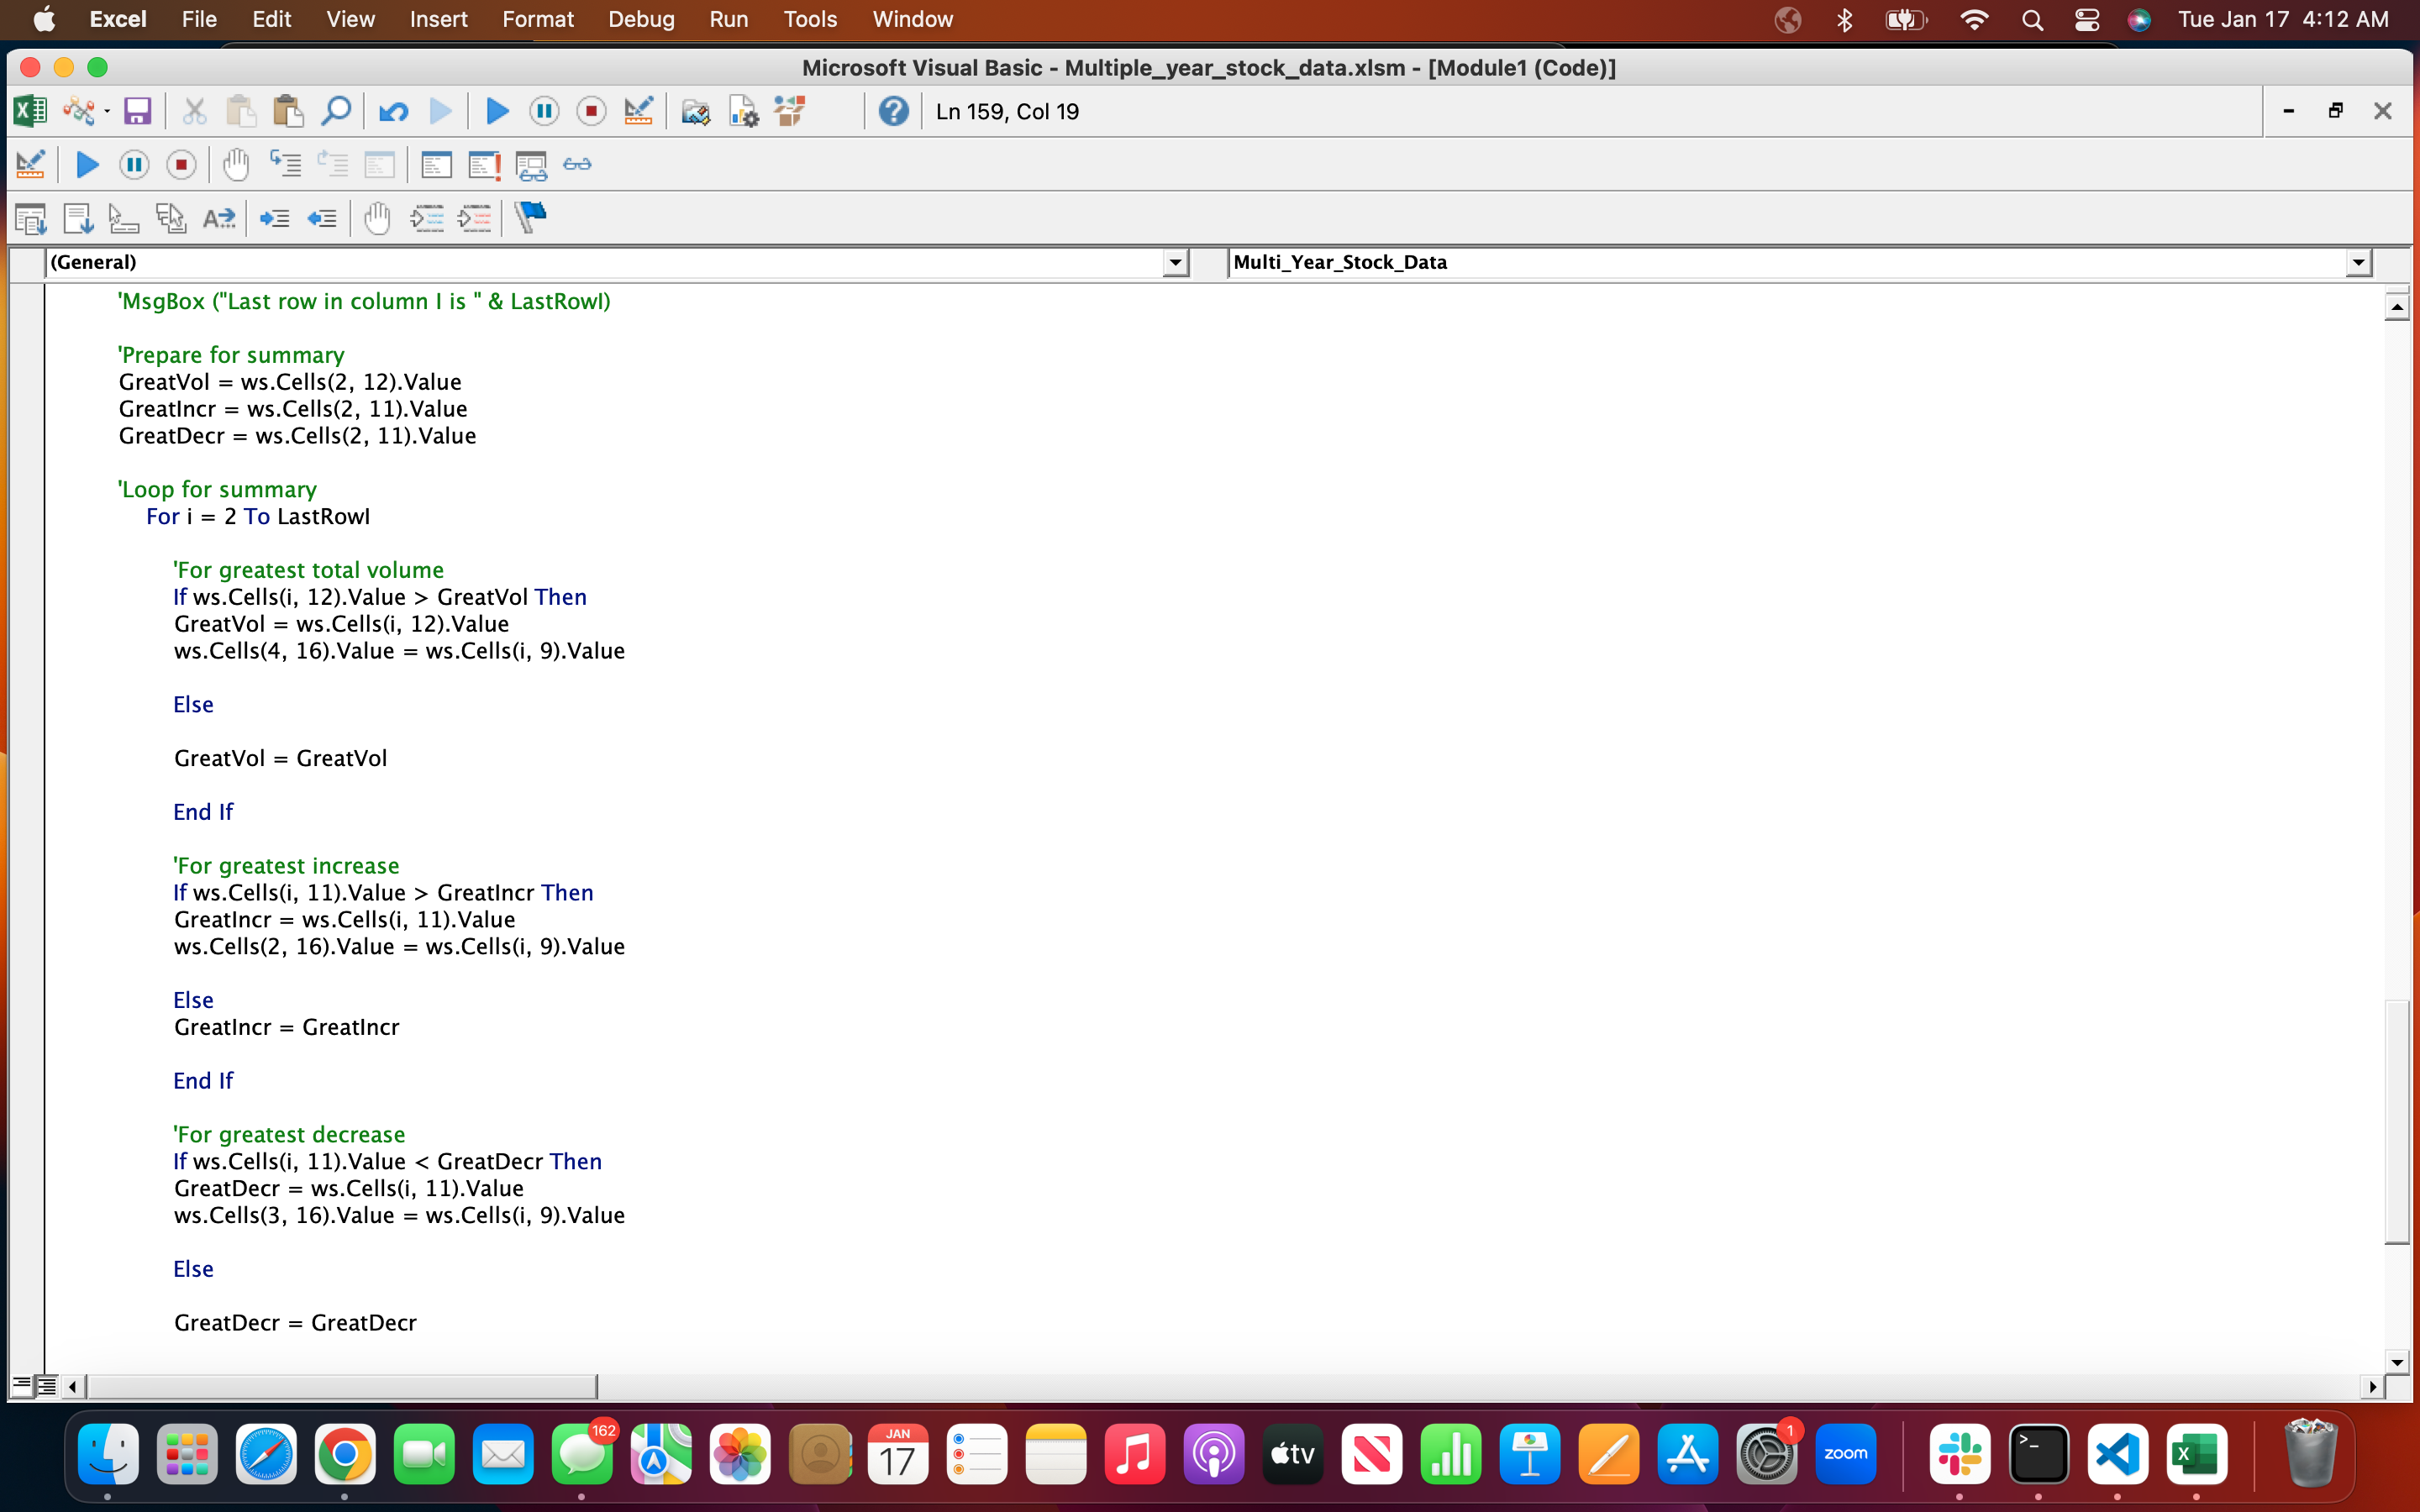 Excel File Edit View Insert Format Debug Run Tools Window Tue Jan 17 4:12 AM
Microsoft Visual Basic - Multiple_year_stock_data.xlsm - [Module1 (Code)]
Ln 159, Col 19
(General) Multi_Year_Stock_Data
'MsgBox ("Last row in column I is " & LastRowI)
'Prepare for summary
GreatVol = ws.Cells(2, 12).Value
GreatIncr = ws.Cells(2, 11).Value
GreatDecr = ws.Cells(2, 11).Value
'Loop for summary
For i = 2 To LastRowI
'For greatest total volume
If ws.Cells(i, 12).Value > GreatVol Then
GreatVol = ws.Cells(i, 12).Value
ws.Cells(4, 16).Value = ws.Cells(i, 9).Value
Else
GreatVol = GreatVol
End If
'For greatest increase
If ws.Cells(i, 11).Value > GreatIncr Then
GreatIncr = ws.Cells(i, 11).Value
ws.Cells(2, 16).Value = ws.Cells(i, 9).Value
Else
GreatIncr = GreatIncr
End If
'For greatest decrease
If ws.Cells(i, 11).Value < GreatDecr Then
GreatDecr = ws.Cells(i, 11).Value
ws.Cells(3, 16).Value = ws.Cells(i, 9).Value
Else
GreatDecr = GreatDecr
162
JAN
17
tv
1
zoom